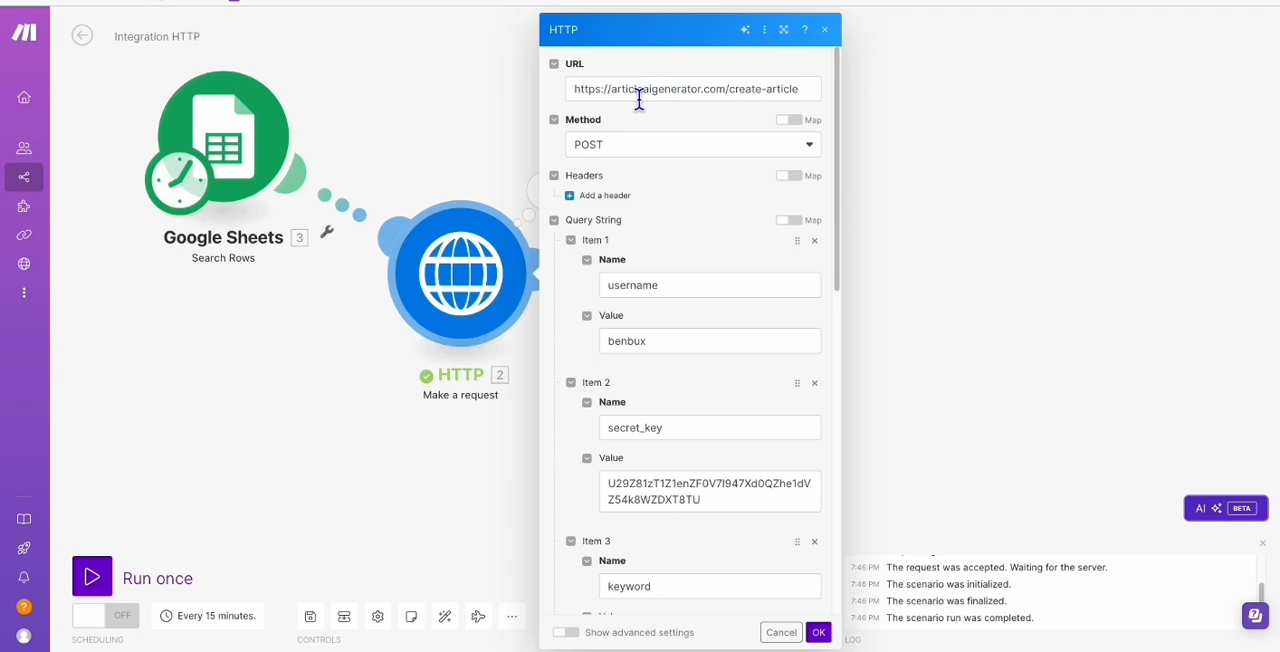 Integration HTTP
Google Sheets 3
Search Rows
HTTP 2
Make a request
HTTP
URL
https://articleaigenerator.com/create-article
Method
Map
POST
Headers
Map
Add a header
Query String
Map
Item 1
Name
username
Value
benbux
Item 2
Name
secret_key
Value
U29Z81zT1Z1enZF0V7I947Xd0QZhe1dV
Z54k8WZDXT8TU
Item 3
Name
keyword
Show advanced settings
Cancel
OK
Run once
OFF
Every 15 minutes.
SCHEDULING
CONTROLS
AI BETA
7:46 PM The request was accepted. Waiting for the server.
7:46 PM The scenario was initialized.
7:46 PM The scenario was finalized.
7:46 PM The scenario run was completed.
LOG